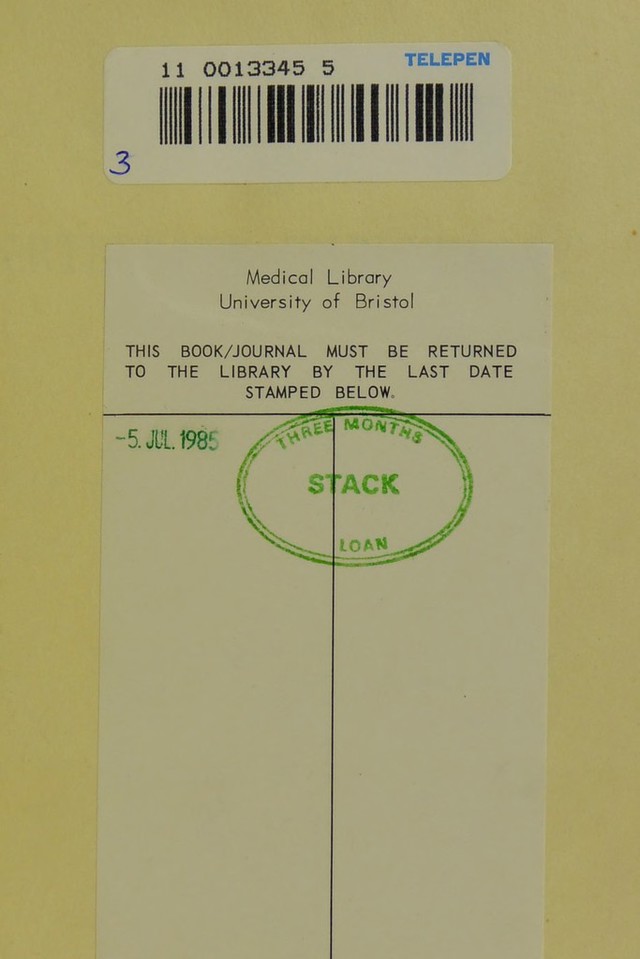 11 0013345 5
TELEPEN
3
Medical Library
University of Bristol
THIS BOOK/JOURNAL MUST BE RETURNED
TO THE LIBRARY BY THE LAST DATE
STAMPED BELOW.
-5. JUL. 1985
THREE MONTHS
STACK
LOAN